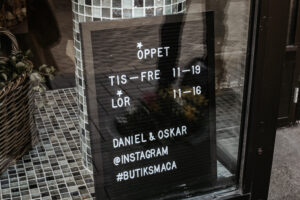 ÖPPET
TIS-FRE 11-19
LÖR 11-16
DANIEL & OSKAR
@INSTAGRAM
#BUTIKSMACA